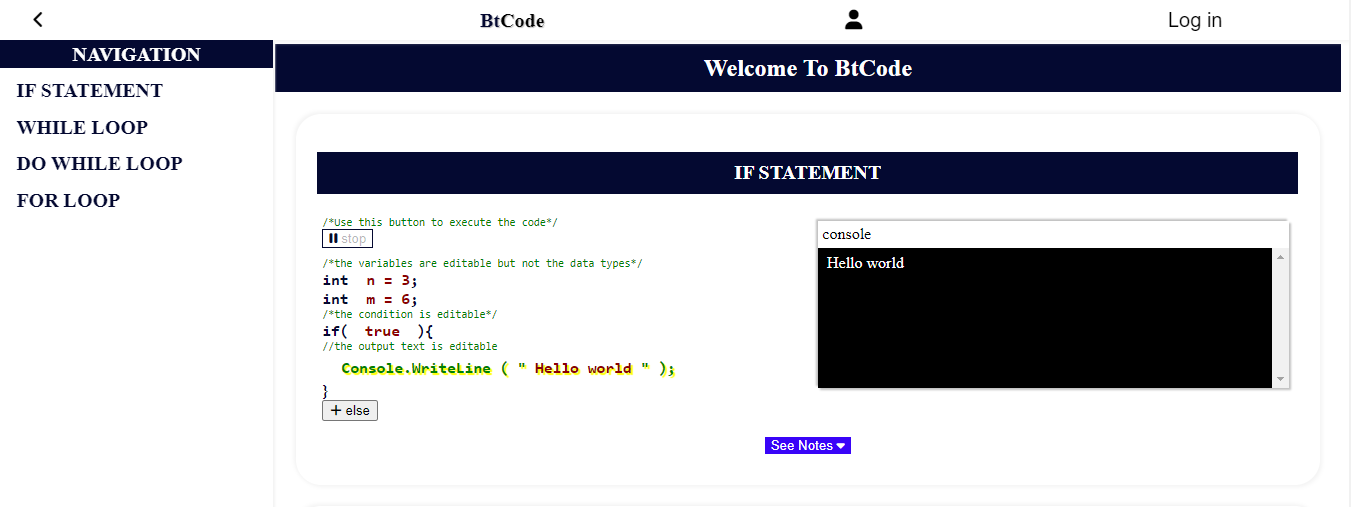 BtCode
Log in
NAVIGATION
IF STATEMENT
WHILE LOOP
DO WHILE LOOP
FOR LOOP
Welcome To BtCode
IF STATEMENT
/*Use this button to execute the code*/
stop
/*the variables are editable but not the data types*/
int n = 3;
int m = 6;
/*the condition is editable*/
if( true ){
//the output text is editable
Console.WriteLine ( " Hello world " );
}
+ else
console
Hello world
See Notes